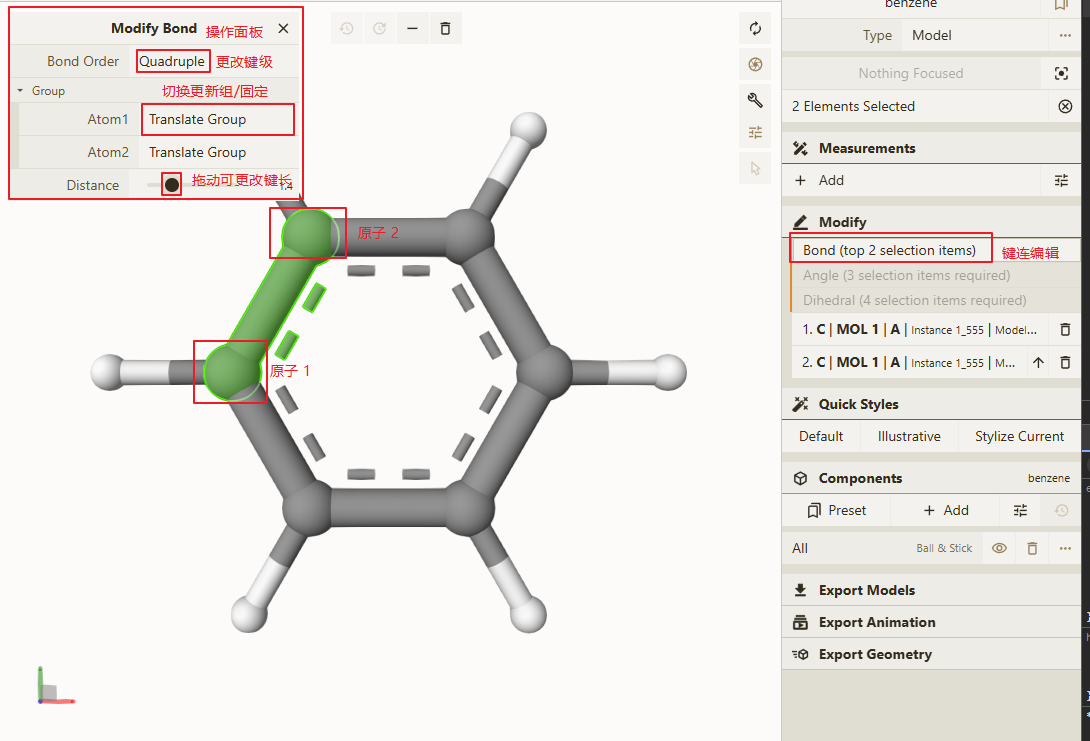 Modify Bond 操作面板
Bond Order Quadruple 更改键级
Group 切换更新组/固定
Atom1 Translate Group
Atom2 Translate Group
Distance 拖动可更改键长
原子 2
原子 1
benzene
Type Model
Nothing Focused
2 Elements Selected
Measurements
Add
Modify
Bond (top 2 selection items) 键连编辑
Angle (3 selection items required)
Dihedral (4 selection items required)
1. C | MOL 1 | A | Instance 1_555 | Model...
2. C | MOL 1 | A | Instance 1_555 | M...
Quick Styles
Default Illustrative Stylize Current
Components benzene
Preset Add
All Ball & Stick
Export Models
Export Animation
Export Geometry